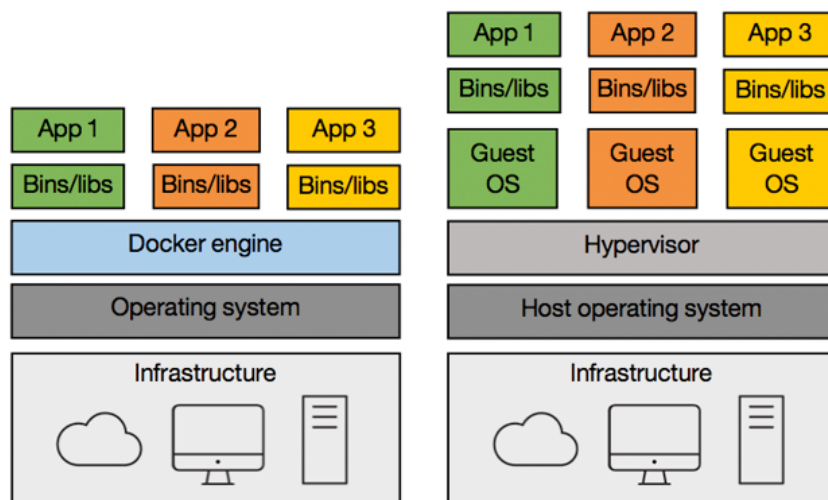 App 1 App 2 App 3
Bins/libs Bins/libs Bins/libs
Docker engine
Operating system
Infrastructure
App 1 App 2 App 3
Bins/libs Bins/libs Bins/libs
Guest OS Guest OS Guest OS
Hypervisor
Host operating system
Infrastructure